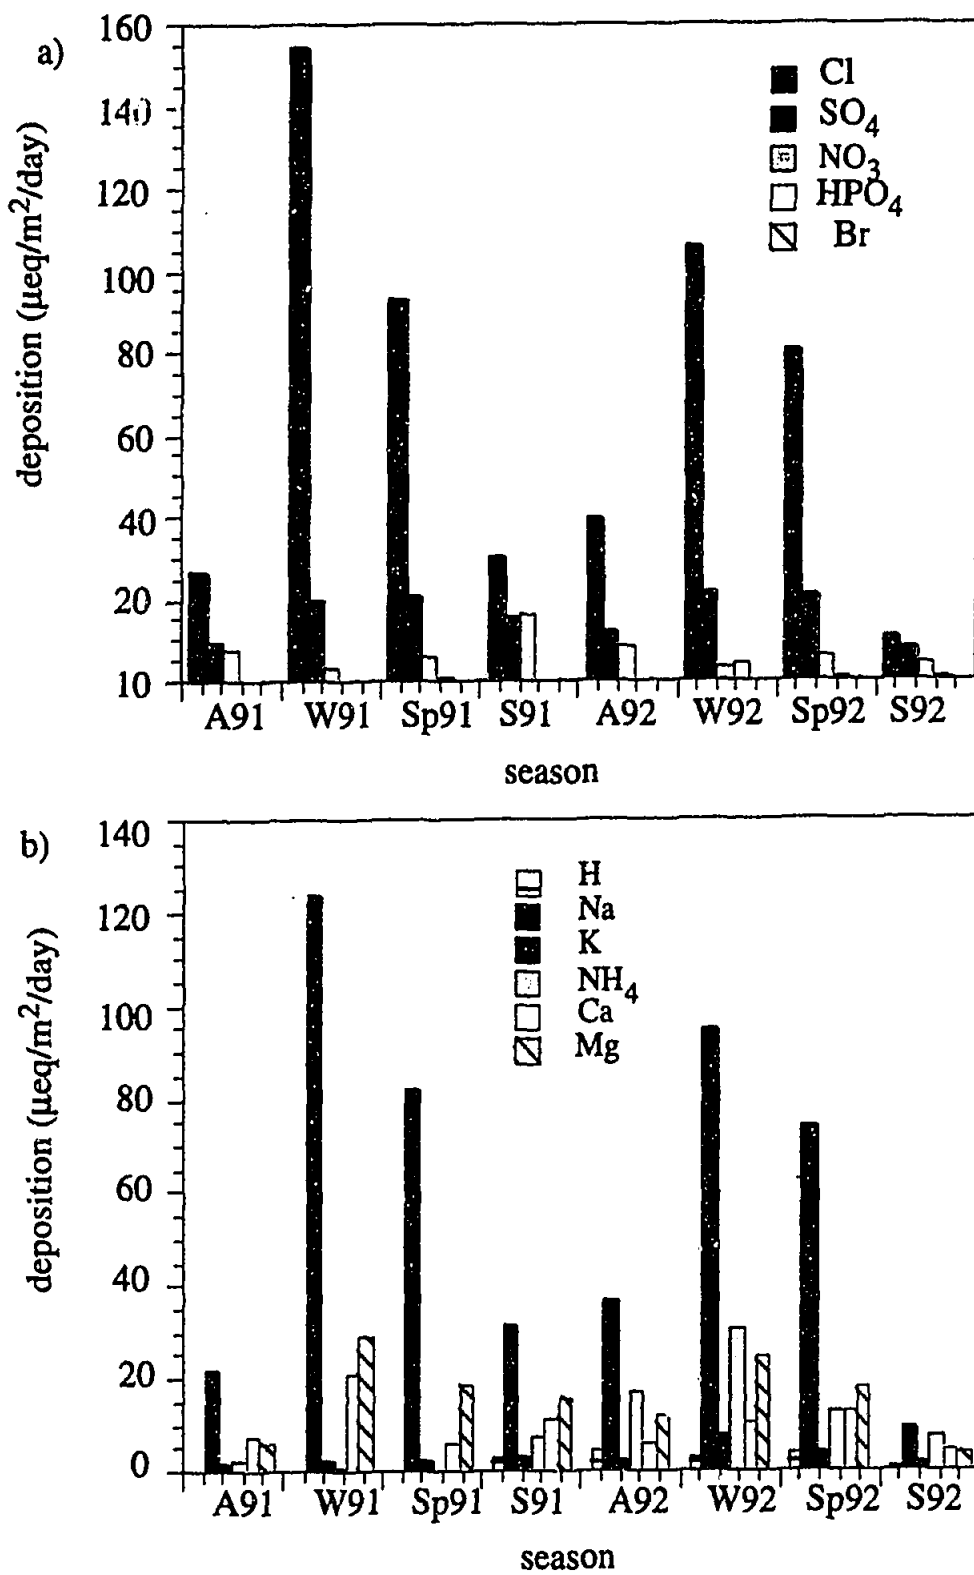 a)
deposition (μeq/m²/day)
160
140
120
100
80
60
40
20
10
Cl
SO₄
NO₃
HPO₄
Br
A91 W91 Sp91 S91 A92 W92 Sp92 S92
season
b)
deposition (μeq/m²/day)
140
120
100
80
60
40
20
0
H
Na
K
NH₄
Ca
Mg
A91 W91 Sp91 S91 A92 W92 Sp92 S92
season